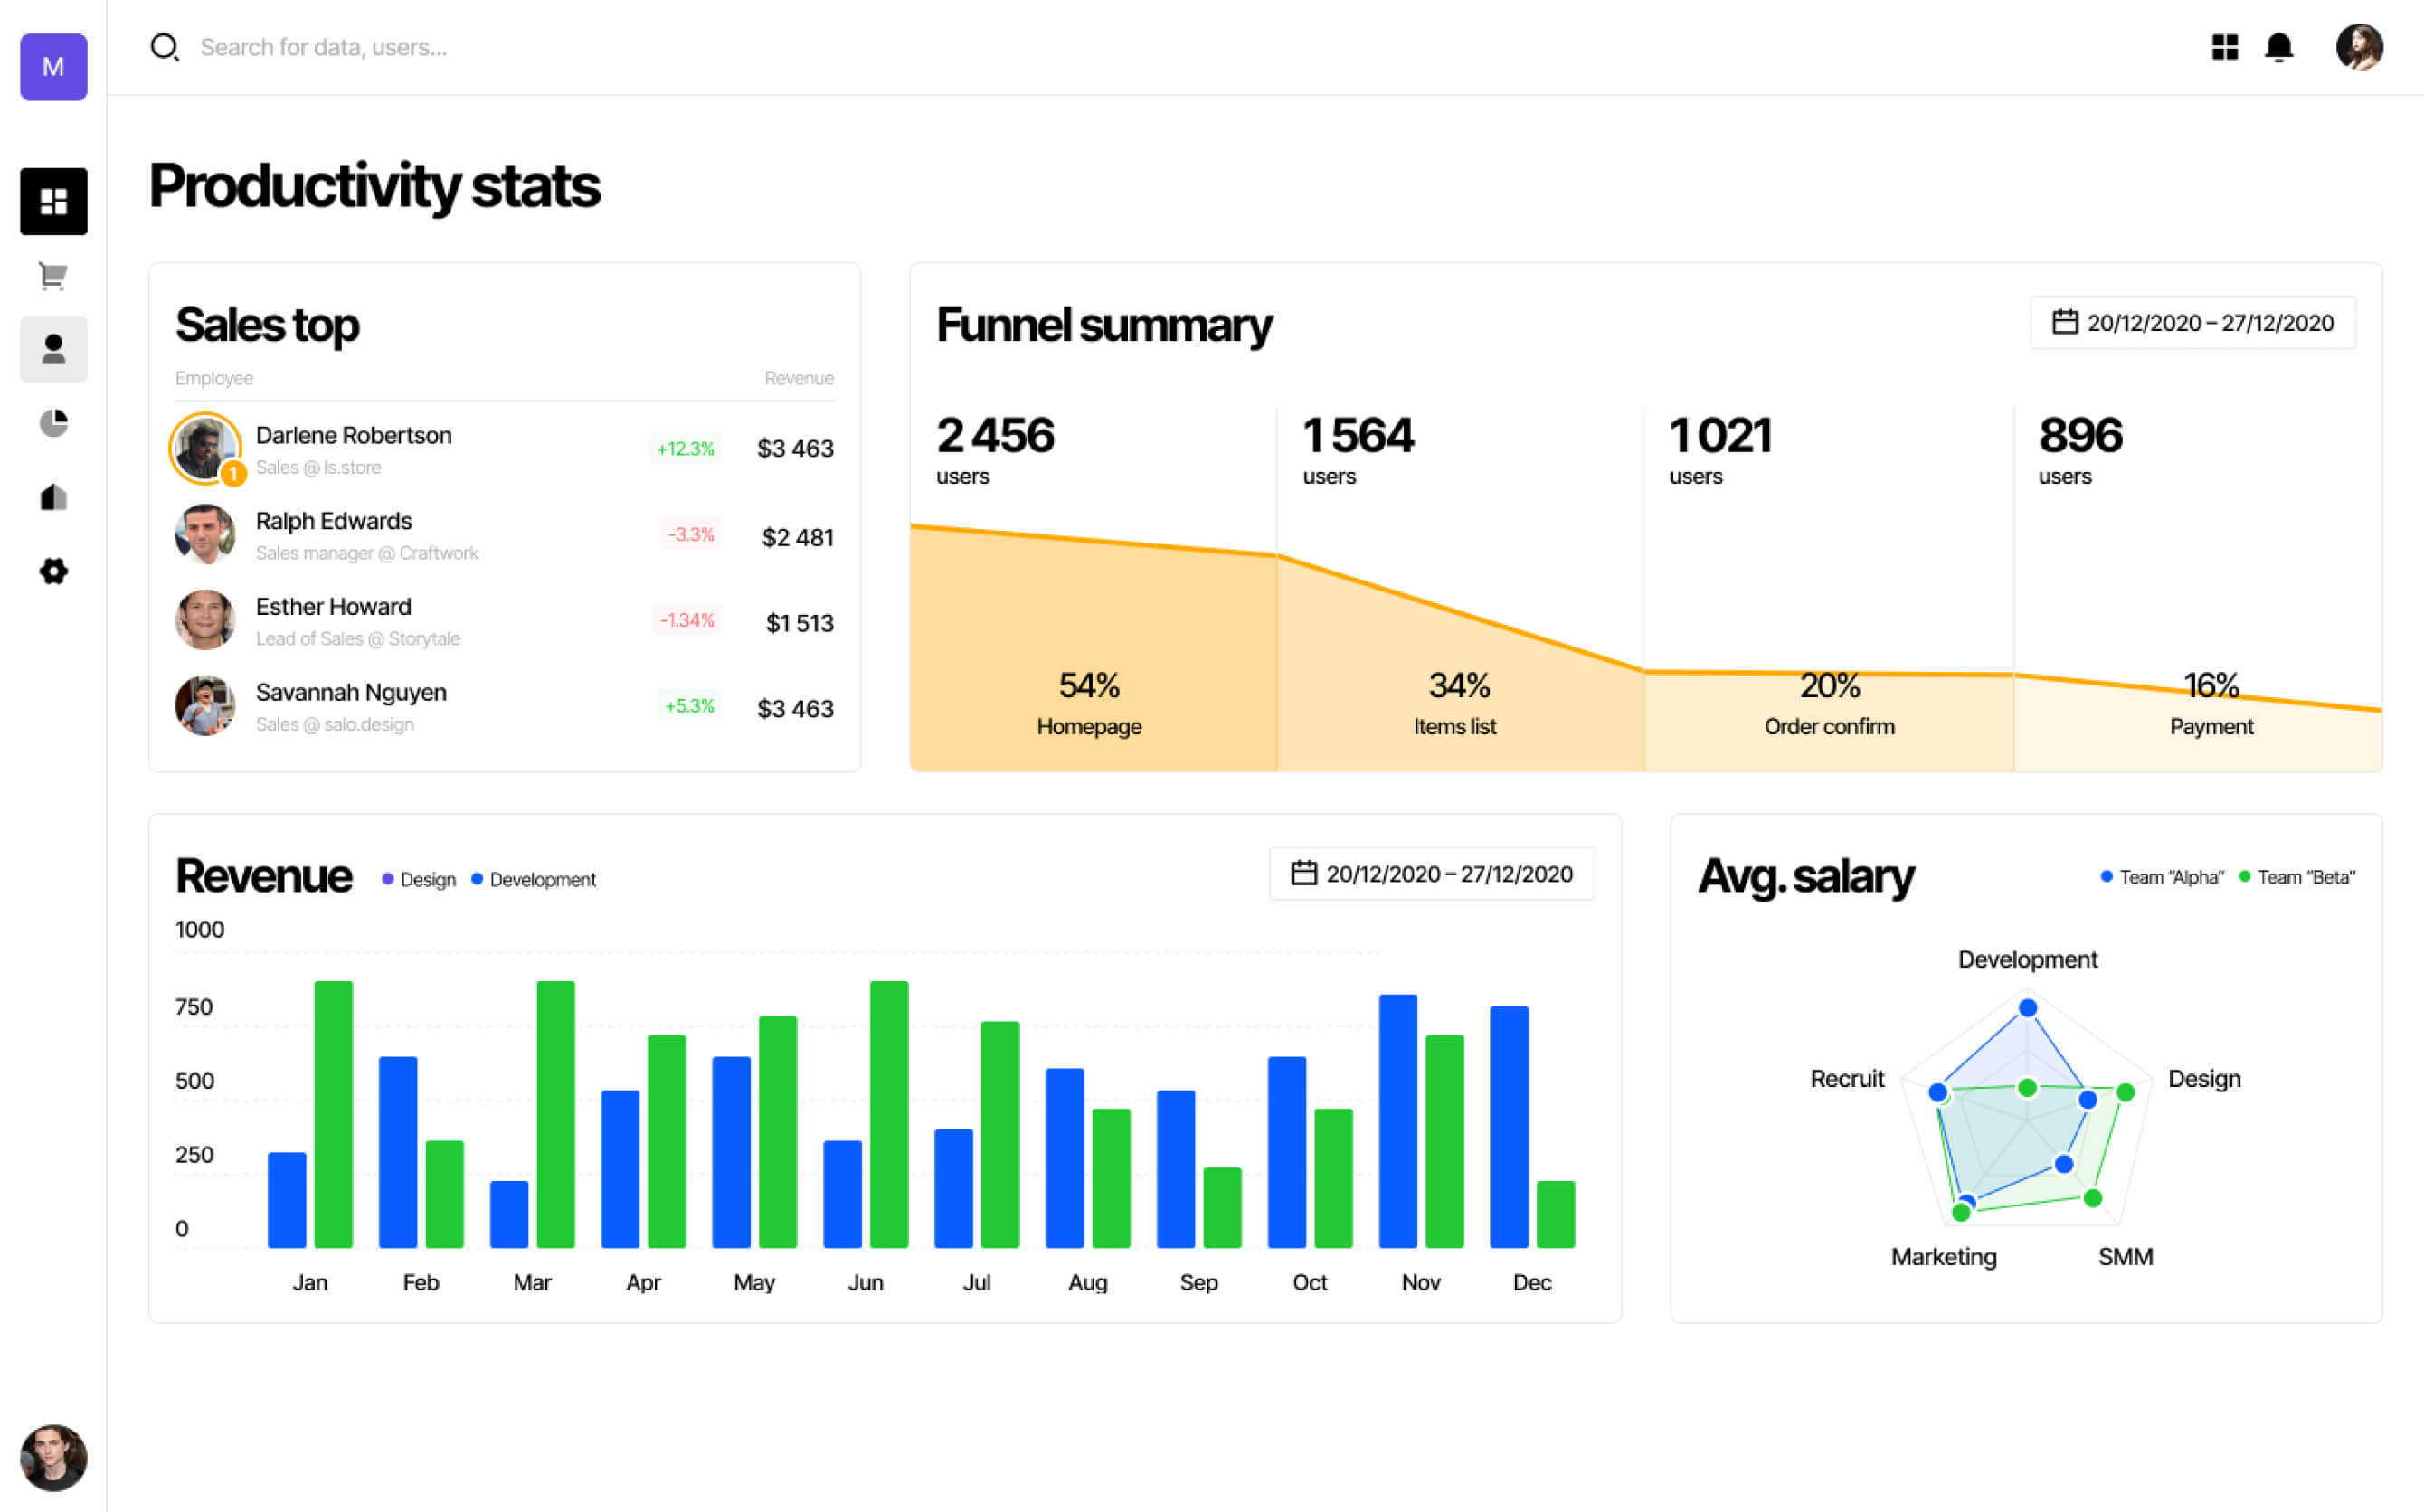 M
Search for data, users...
Productivity stats
Sales top
Employee Revenue
Darlene Robertson
Sales @ ls.store
1
+12.3%
$3 463
Ralph Edwards
Sales manager @ Craftwork
-3.3%
$2 481
Esther Howard
Lead of Sales @ Storytale
-1.34%
$1 513
Savannah Nguyen
Sales @ salo.design
+5.3%
$3 463
Funnel summary
20/12/2020 – 27/12/2020
2 456
users
1 564
users
1 021
users
896
users
54%
Homepage
34%
Items list
20%
Order confirm
16%
Payment
Revenue
Design Development
20/12/2020 – 27/12/2020
1000
750
500
250
0
Jan Feb Mar Apr May Jun Jul Aug Sep Oct Nov Dec
Avg. salary
Team “Alpha” Team “Beta”
Development
Recruit
Design
Marketing
SMM